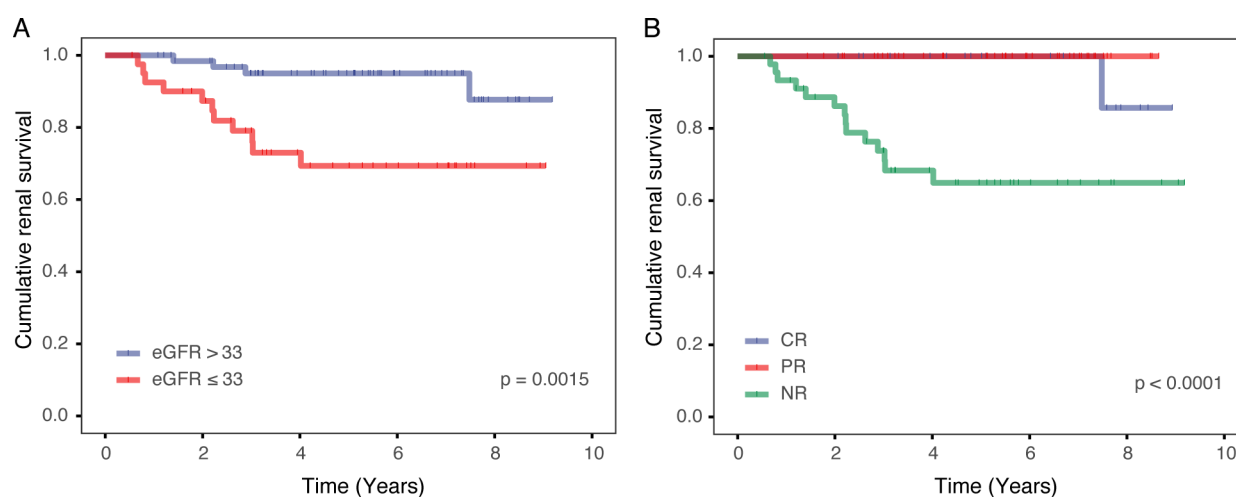 A
Cumulative renal survival
1.0
0.8
0.6
0.4
0.2
0.0
eGFR > 33
eGFR ≤ 33
p = 0.0015
0 2 4 6 8 10
Time (Years)
B
Cumulative renal survival
1.0
0.8
0.6
0.4
0.2
0.0
CR
PR
NR
p < 0.0001
0 2 4 6 8 10
Time (Years)